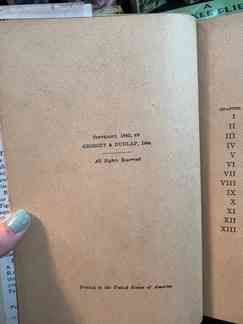 COPYRIGHT, 1942, BY
GROSSET & DUNLAP, INC.
All Rights Reserved
Printed in the United States of America
CHAPTER
I
II
III
IV
V
VI
VII
VIII
IX
X
XI
XII
XIII